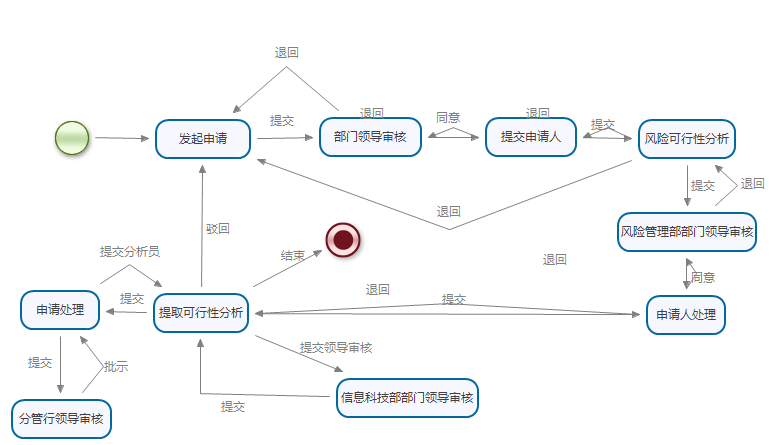 退回
提交
退回
同意
退回
提交
发起申请
部门领导审核
提交申请人
风险可行性分析
提交
退回
退回
驳回
风险管理部部门领导审核
提交分析员
结束
退回
同意
提交
退回
提交
申请处理
提取可行性分析
申请人处理
提交
批示
提交领导审核
分管行领导审核
提交
信息科技部部门领导审核